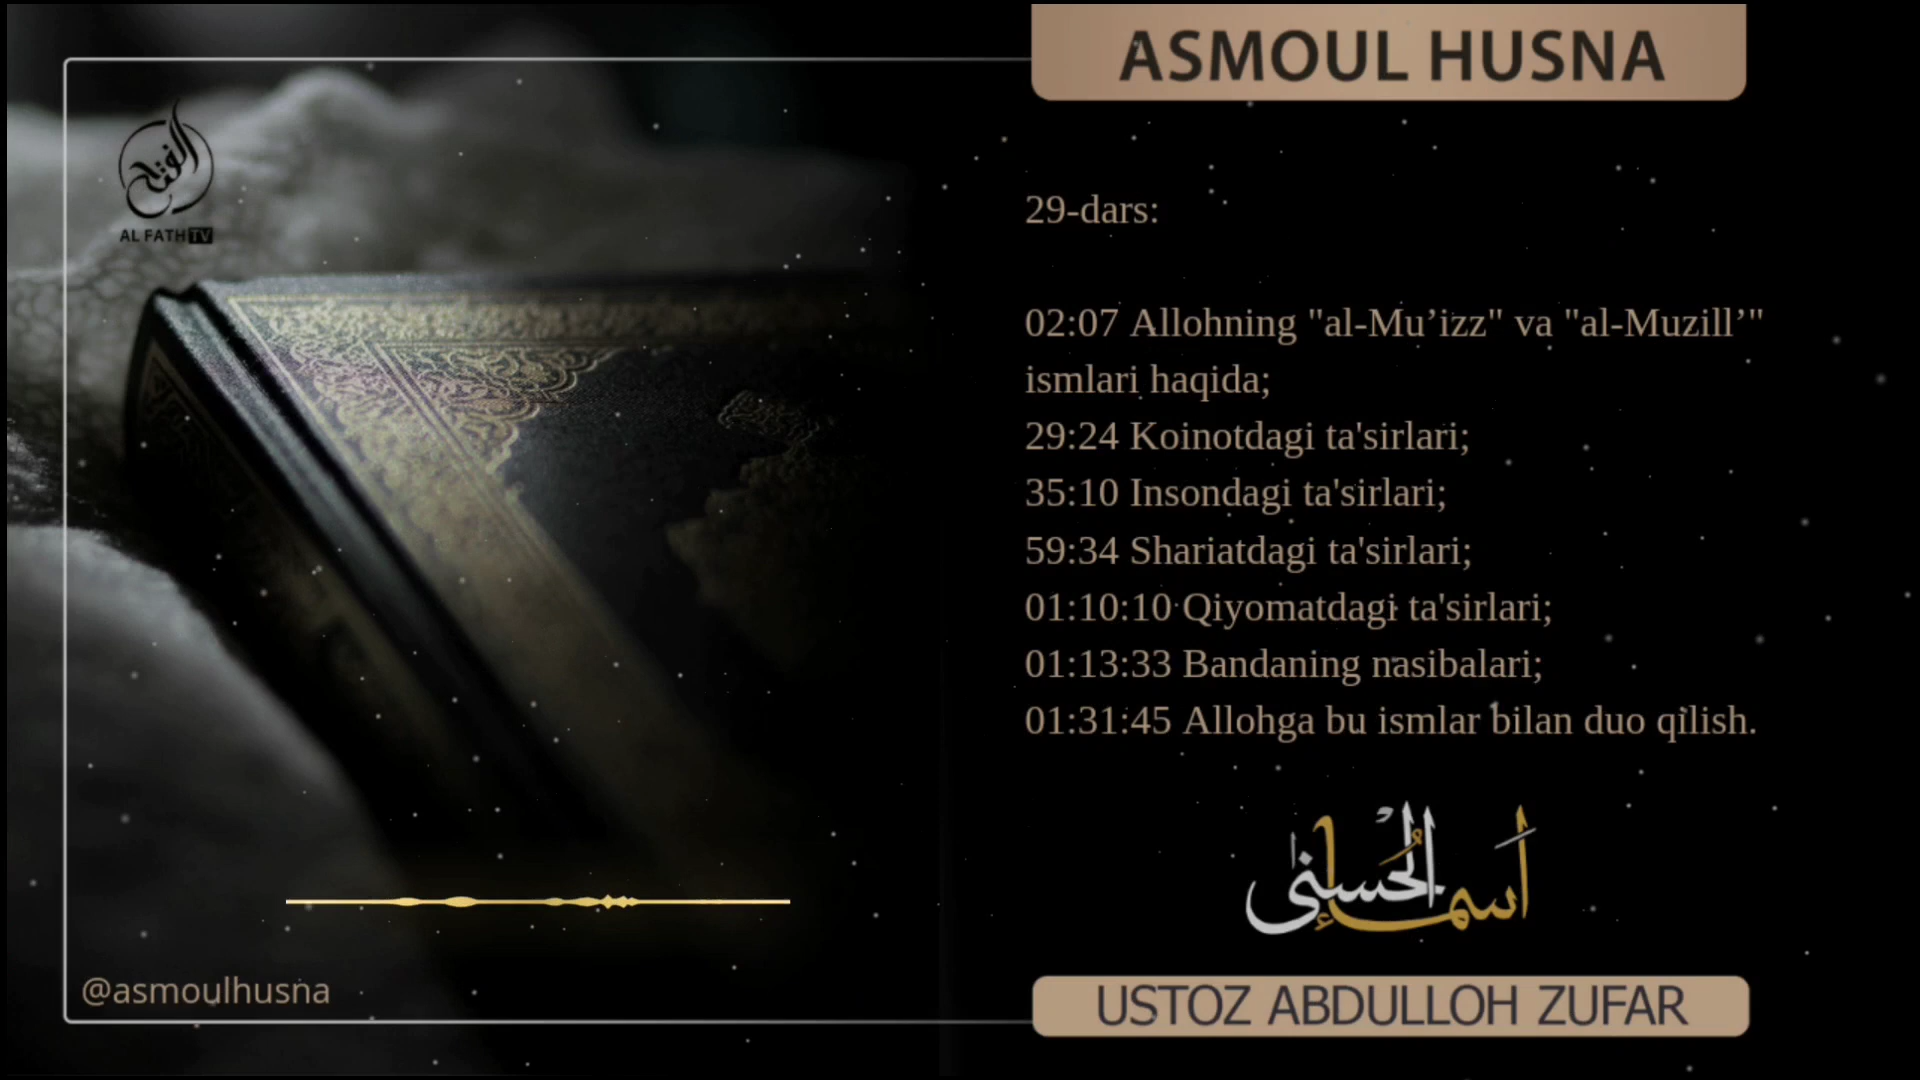 ASMOUL HUSNA
الفتح
AL FATH TV
29-dars:
02:07 Allohning "al-Mu’izz" va "al-Muzill’"
ismlari haqida;
29:24 Koinotdagi ta'sirlari;
35:10 Insondagi ta'sirlari;
59:34 Shariatdagi ta'sirlari;
01:10:10 Qiyomatdagi ta'sirlari;
01:13:33 Bandaning nasibalari;
01:31:45 Allohga bu ismlar bilan duo qilish.
اَسماء الحُسنى
@asmoulhusna
USTOZ ABDULLOH ZUFAR